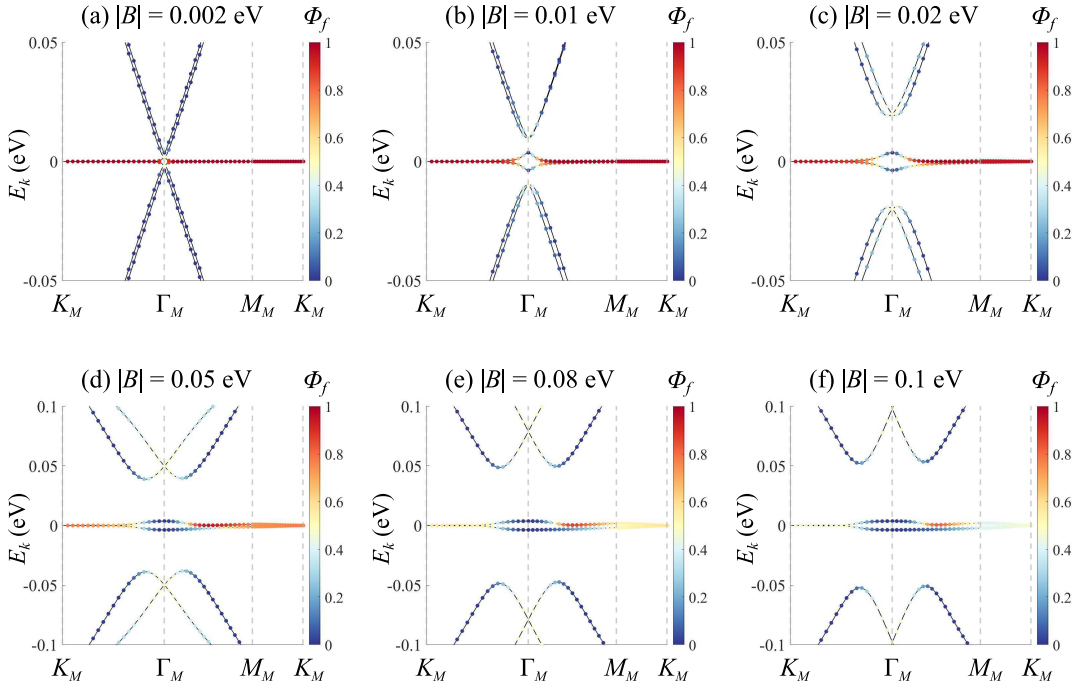 (a) |B| = 0.002 eV Φf
(b) |B| = 0.01 eV Φf
(c) |B| = 0.02 eV Φf
0.05 1
0.8
0.6
0 0.4
0.2
-0.05 0
Ek (eV)
KM ΓM MM KM
0.05 1
0.8
0.6
0 0.4
0.2
-0.05 0
Ek (eV)
KM ΓM MM KM
0.05 1
0.8
0.6
0 0.4
0.2
-0.05 0
Ek (eV)
KM ΓM MM KM
(d) |B| = 0.05 eV Φf
(e) |B| = 0.08 eV Φf
(f) |B| = 0.1 eV Φf
0.1 1
0.8
0.05
0.6
0
0.4
-0.05
0.2
-0.1 0
Ek (eV)
KM ΓM MM KM
0.1 1
0.8
0.05
0.6
0
0.4
-0.05
0.2
-0.1 0
Ek (eV)
KM ΓM MM KM
0.1 1
0.8
0.05
0.6
0
0.4
-0.05
0.2
-0.1 0
Ek (eV)
KM ΓM MM KM